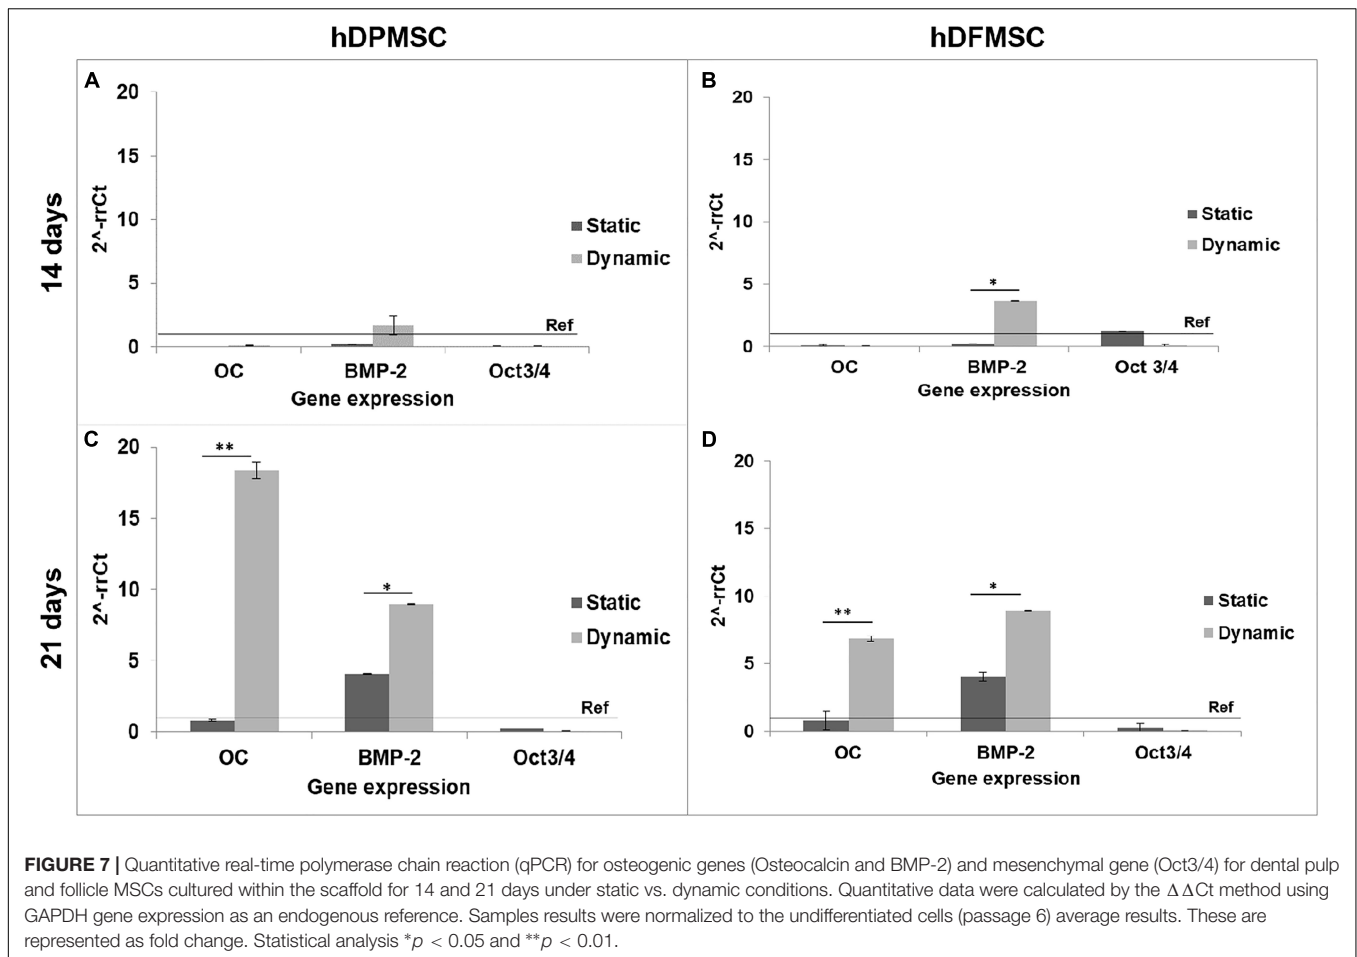 hDPMSC hDFMSC
14 days
A
20
15
10
5
0
2^-rrCt
Static
Dynamic
Ref
OC BMP-2 Oct3/4
Gene expression
B
20
15
10
5
0
2^-rrCt
*
Static
Dynamic
Ref
OC BMP-2 Oct 3/4
Gene expression
21 days
C
20
15
10
5
0
2^-rrCt
**
*
Static
Dynamic
Ref
OC BMP-2 Oct3/4
Gene expression
D
20
15
10
5
0
2^-rrCt
**
*
Static
Dynamic
Ref
OC BMP-2 Oct3/4
Gene expression
FIGURE 7 | Quantitative real-time polymerase chain reaction (qPCR) for osteogenic genes (Osteocalcin and BMP-2) and mesenchymal gene (Oct3/4) for dental pulp
and follicle MSCs cultured within the scaffold for 14 and 21 days under static vs. dynamic conditions. Quantitative data were calculated by the ΔΔCt method using
GAPDH gene expression as an endogenous reference. Samples results were normalized to the undifferentiated cells (passage 6) average results. These are
represented as fold change. Statistical analysis *p < 0.05 and **p < 0.01.